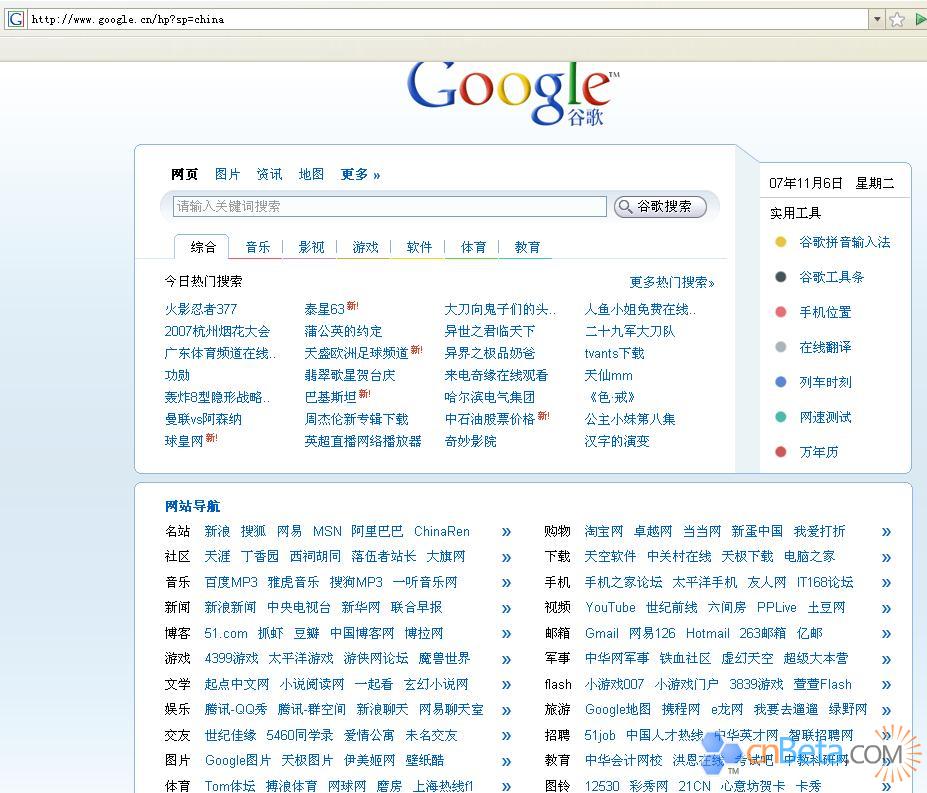 http://www.google.cn/hp?sp=china
Google™
谷歌
网页 图片 资讯 地图 更多 »
请输入关键词搜索 谷歌搜索
综合 音乐 影视 游戏 软件 体育 教育
今日热门搜索 更多热门搜索»
火影忍者377 泰星63新! 大刀向鬼子们的头.. 人鱼小姐免费在线..
2007杭州烟花大会 蒲公英的约定 异世之君临天下 二十九军大刀队
广东体育频道在线.. 天盛欧洲足球频道新! 异界之极品奶爸 tvants下载
功勋 翡翠歌星贺台庆 来电奇缘在线观看 天仙mm
轰炸8型隐形战略.. 巴基斯坦新! 哈尔滨电气集团 《色·戒》
曼联vs阿森纳 周杰伦新专辑下载 中石油股票价格新! 公主小妹第八集
球皇网新! 英超直播网络播放器 奇妙影院 汉字的演变
07年11月6日 星期二
实用工具
谷歌拼音输入法
谷歌工具条
手机位置
在线翻译
列车时刻
网速测试
万年历
网站导航
名站 新浪 搜狐 网易 MSN 阿里巴巴 ChinaRen » 购物 淘宝网 卓越网 当当网 新蛋中国 我爱打折 »
社区 天涯 丁香园 西祠胡同 落伍者站长 大旗网 » 下载 天空软件 中关村在线 天极下载 电脑之家 »
音乐 百度MP3 雅虎音乐 搜狗MP3 一听音乐网 » 手机 手机之家论坛 太平洋手机 友人网 IT168论坛 »
新闻 新浪新闻 中央电视台 新华网 联合早报 » 视频 YouTube 世纪前线 六间房 PPLive 土豆网 »
博客 51.com 抓虾 豆瓣 中国博客网 博拉网 » 邮箱 Gmail 网易126 Hotmail 263邮箱 亿邮 »
游戏 4399游戏 太平洋游戏 游侠网论坛 魔兽世界 » 军事 中华网军事 铁血社区 虚幻天空 超级大本营 »
文学 起点中文网 小说阅读网 一起看 玄幻小说网 » flash 小游戏007 小游戏门户 3839游戏 萱萱Flash »
娱乐 腾讯-QQ秀 腾讯-群空间 新浪聊天 网易聊天室 » 旅游 Google地图 携程网 e龙网 我要去遛遛 绿野网 »
交友 世纪佳缘 5460同学录 爱情公寓 未名交友 » 招聘 51job 中国人才热线 中华英才网 智联招聘网 »
图片 Google图片 天极图片 伊美姬网 壁纸酷 » 教育 中华会计网校 洪恩在线 考试吧 中教科研网 »
体育 Tom体坛 搏浪体育 网球网 磨房 上海热线f1 » 图铃 12530 彩秀网 21CN 心意坊贺卡 卡秀 »
cnBeta.COM
TM